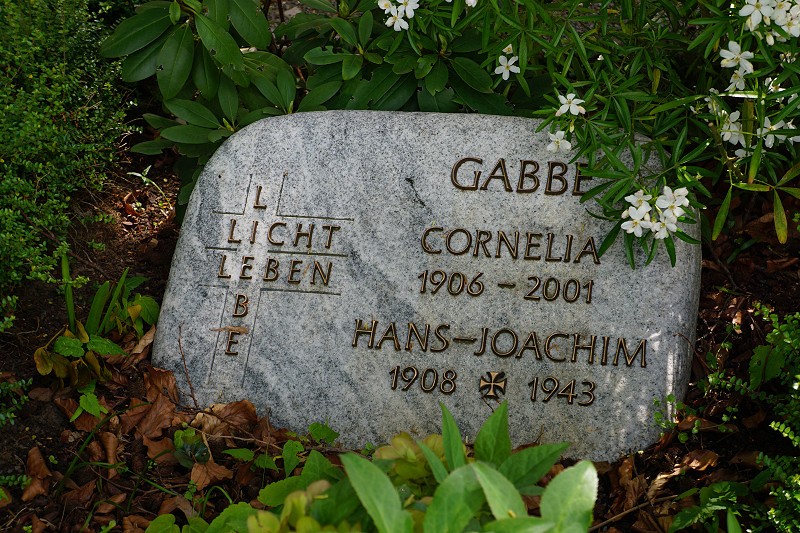 GABBE
CORNELIA
1906 - 2001
HANS-JOACHIM
1908 ✠ 1943
L
LICHT
LEBEN
B
E